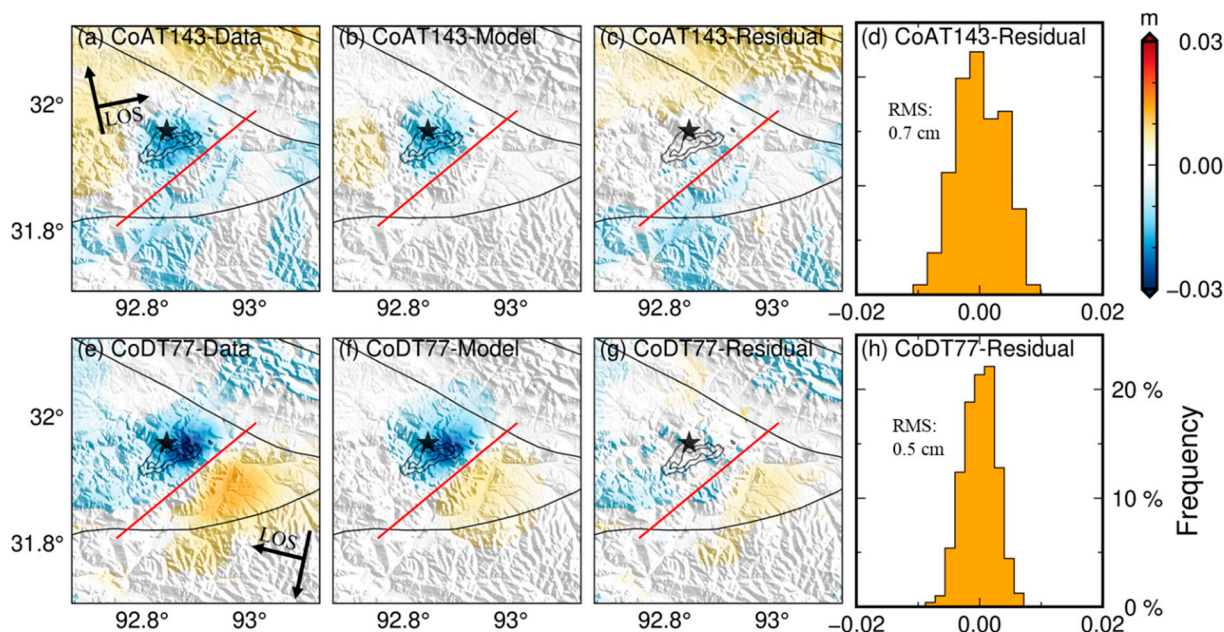 (a) CoAT143-Data
(b) CoAT143-Model
(c) CoAT143-Residual
(d) CoAT143-Residual
m
0.03
0.00
−0.03
LOS
RMS:
0.7 cm
32°
31.8°
92.8° 93°
92.8° 93°
92.8° 93°
−0.02 0.00 0.02
(e) CoDT77-Data
(f) CoDT77-Model
(g) CoDT77-Residual
(h) CoDT77-Residual
RMS:
0.5 cm
LOS
32°
31.8°
20 %
10 %
0 %
Frequency
92.8° 93°
92.8° 93°
92.8° 93°
−0.02 0.00 0.02